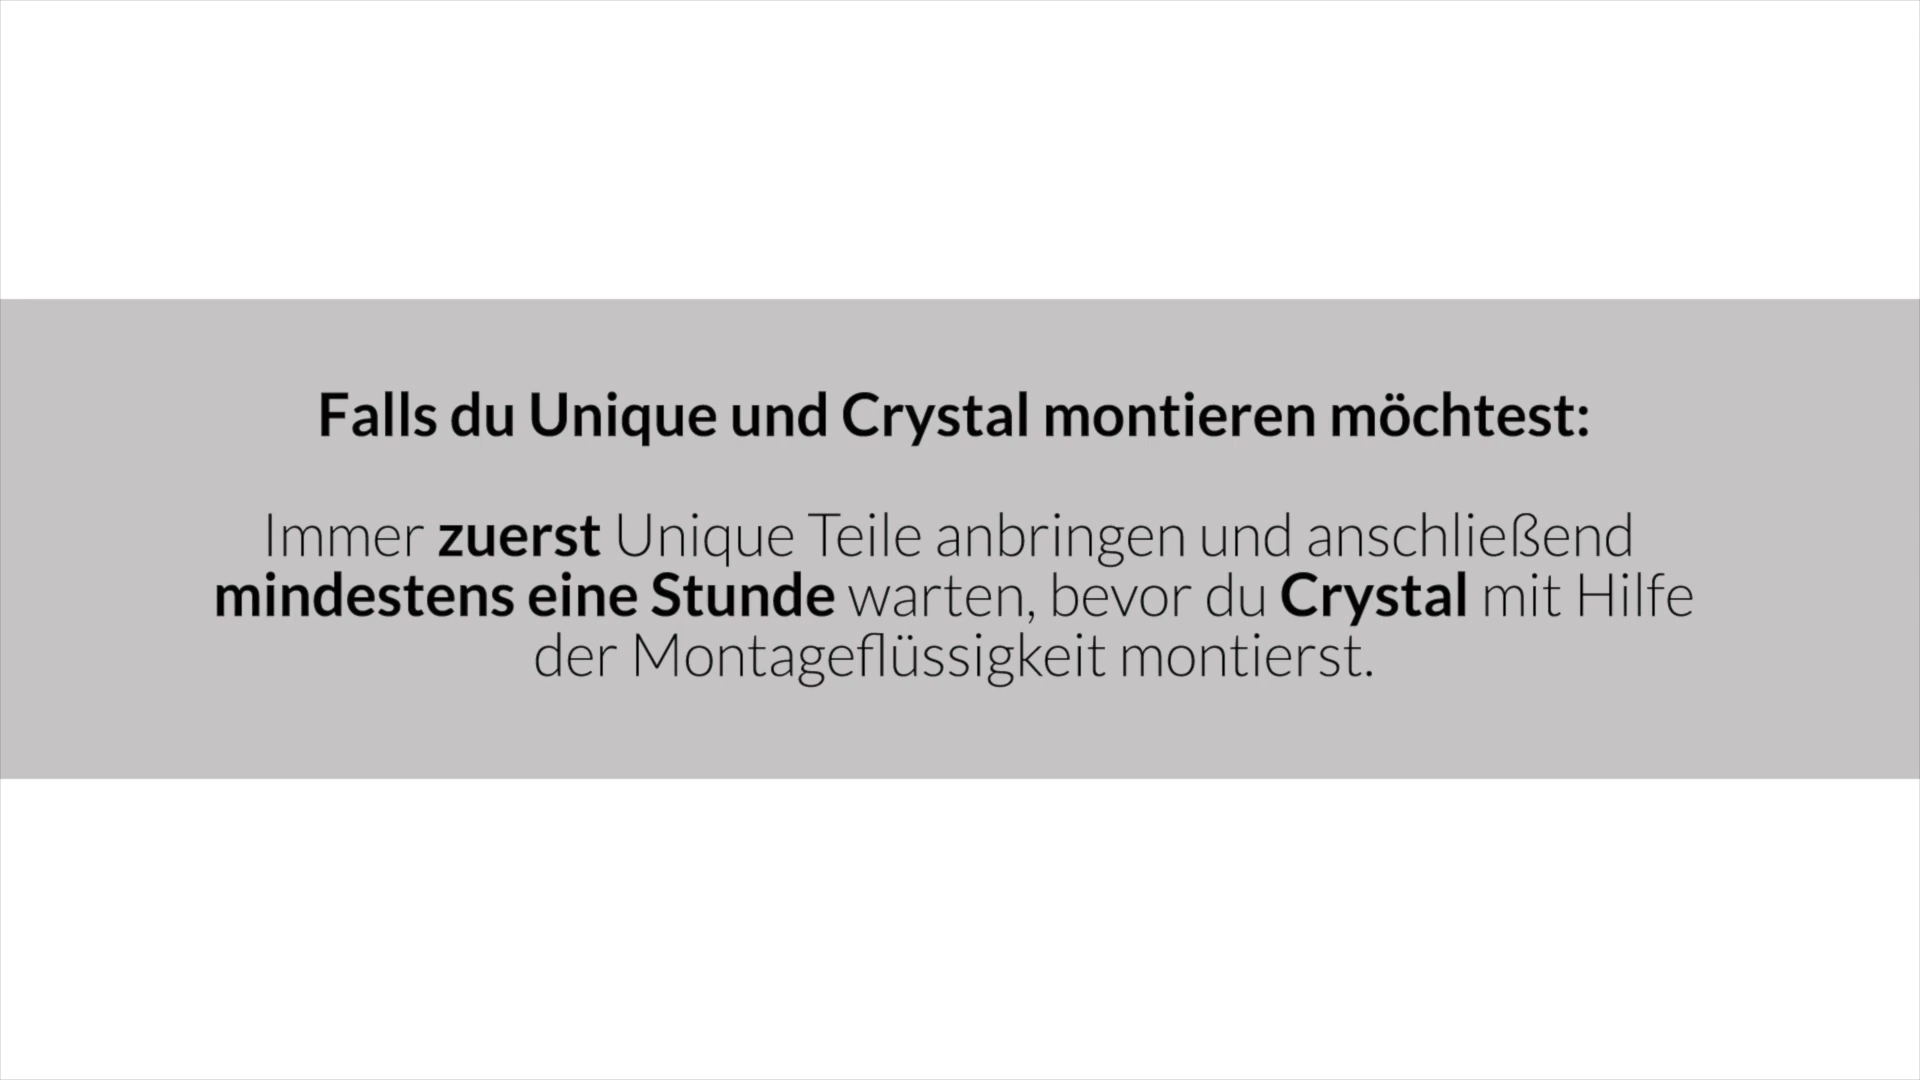 Falls du Unique und Crystal montieren möchtest:
Immer zuerst Unique Teile anbringen und anschließend
mindestens eine Stunde warten, bevor du Crystal mit Hilfe
der Montageflüssigkeit montierst.